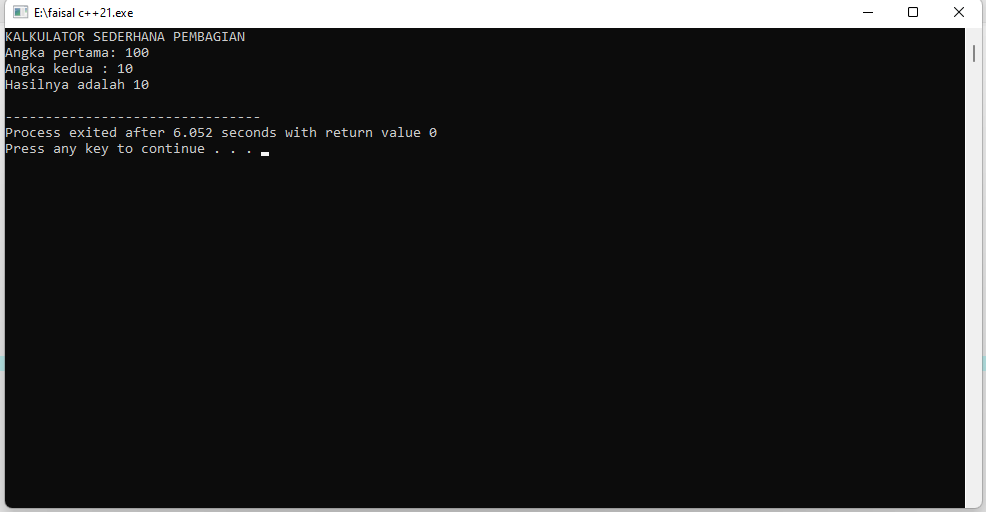 E:\faisal c++21.exe
KALKULATOR SEDERHANA PEMBAGIAN
Angka pertama: 100
Angka kedua : 10
Hasilnya adalah 10
--------------------------------
Process exited after 6.052 seconds with return value 0
Press any key to continue . . .